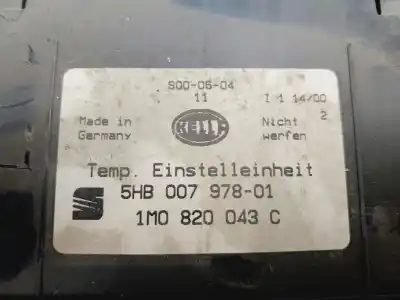 S00-05-04
11
I 1 14/00
2
Made in
Germany
HELLA
Nicht
werfen
Temp. Einstelleinheit
5HB 007 978-01
1M0 820 043 C